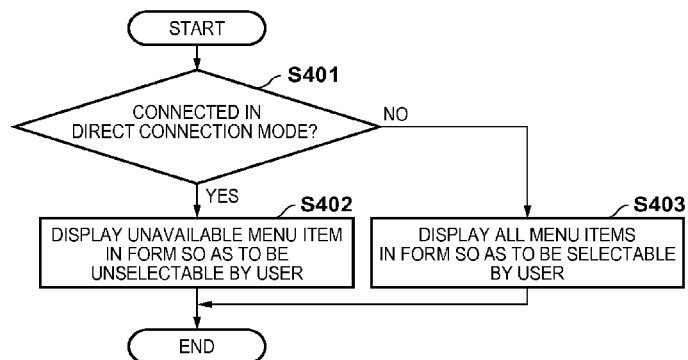 START
S401
CONNECTED IN
DIRECT CONNECTION MODE?
NO
YES
S402
DISPLAY UNAVAILABLE MENU ITEM
IN FORM SO AS TO BE
UNSELECTABLE BY USER
S403
DISPLAY ALL MENU ITEMS
IN FORM SO AS TO BE SELECTABLE
BY USER
END